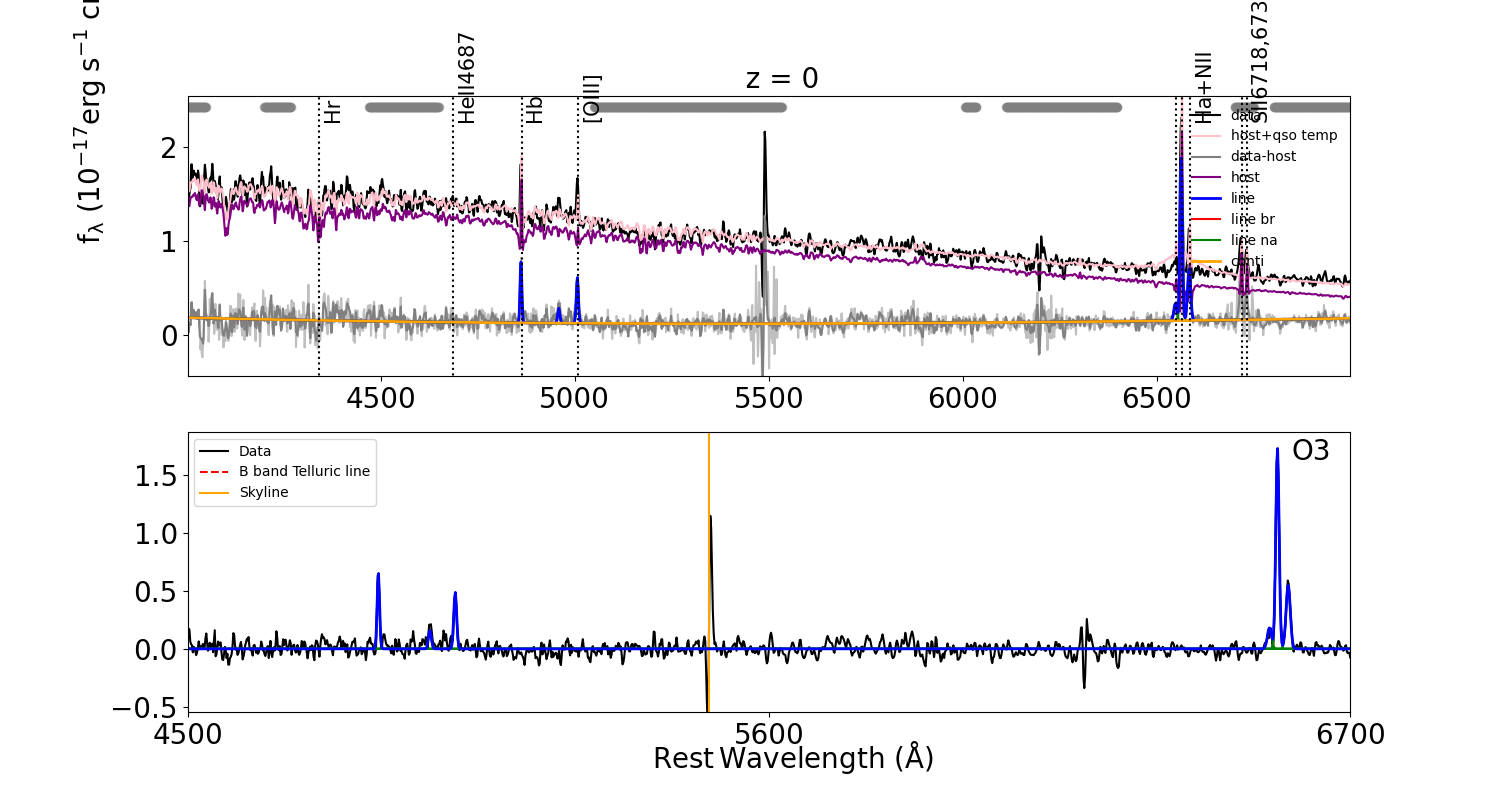 z = 0
f_λ (10⁻¹⁷erg s⁻¹
Hr
HeII4687
Hb
[OIII]
Ha+NII
SII6718,673
data
host+qso temp
data-host
host
line
line br
line na
conti
2
1
0
4500
5000
5500
6000
6500
Data
B band Telluric line
Skyline
O3
1.5
1.0
0.5
0.0
−0.5
4500
5600
6700
Rest Wavelength (Å)